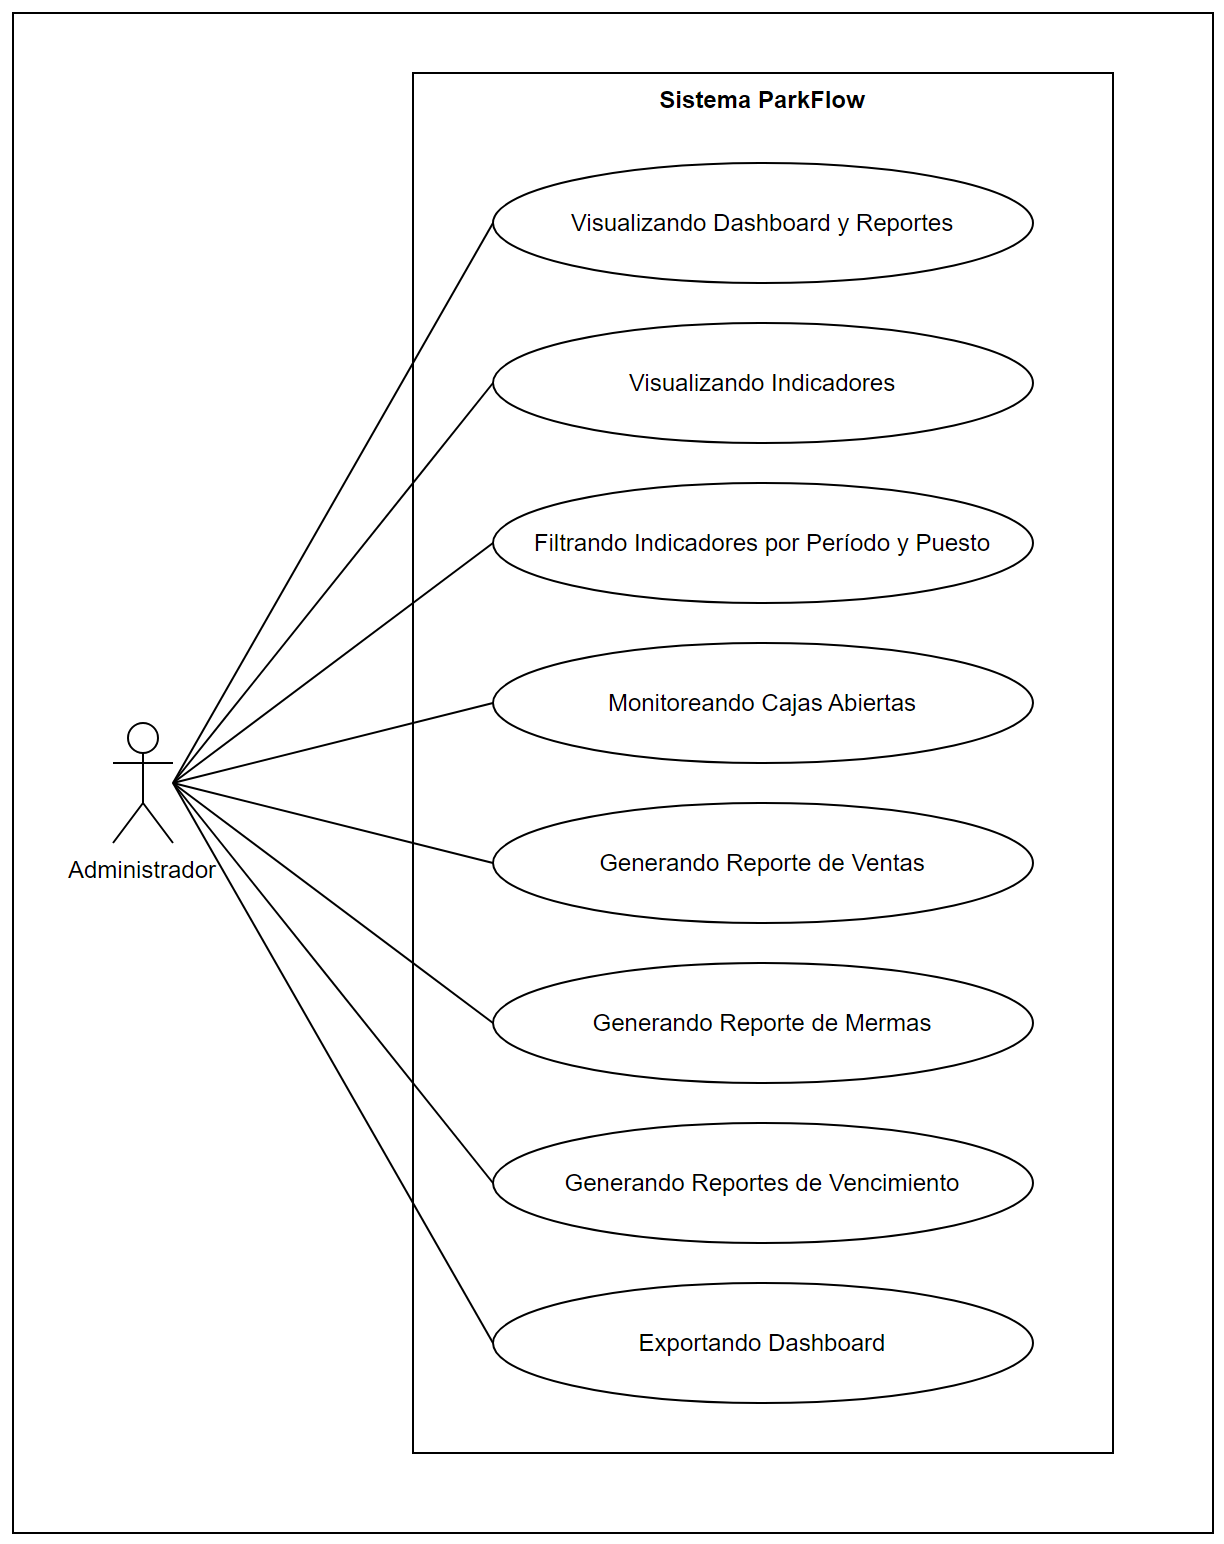 Sistema ParkFlow
Visualizando Dashboard y Reportes
Visualizando Indicadores
Filtrando Indicadores por Período y Puesto
Monitoreando Cajas Abiertas
Administrador
Generando Reporte de Ventas
Generando Reporte de Mermas
Generando Reportes de Vencimiento
Exportando Dashboard